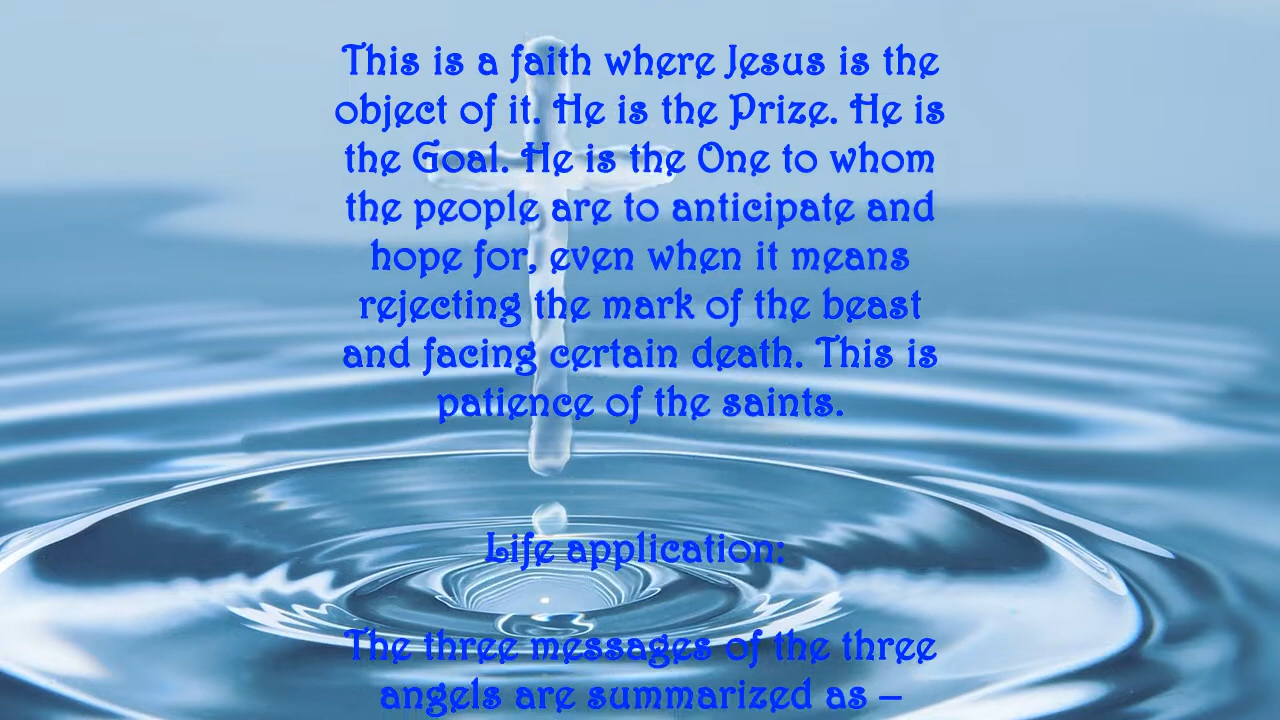 This is a faith where Jesus is the
object of it. He is the Prize. He is
the Goal. He is the One to whom
the people are to anticipate and
hope for, even when it means
rejecting the mark of the beast
and facing certain death. This is
patience of the saints.
Life application:
The three messages of the three
angels are summarized as –